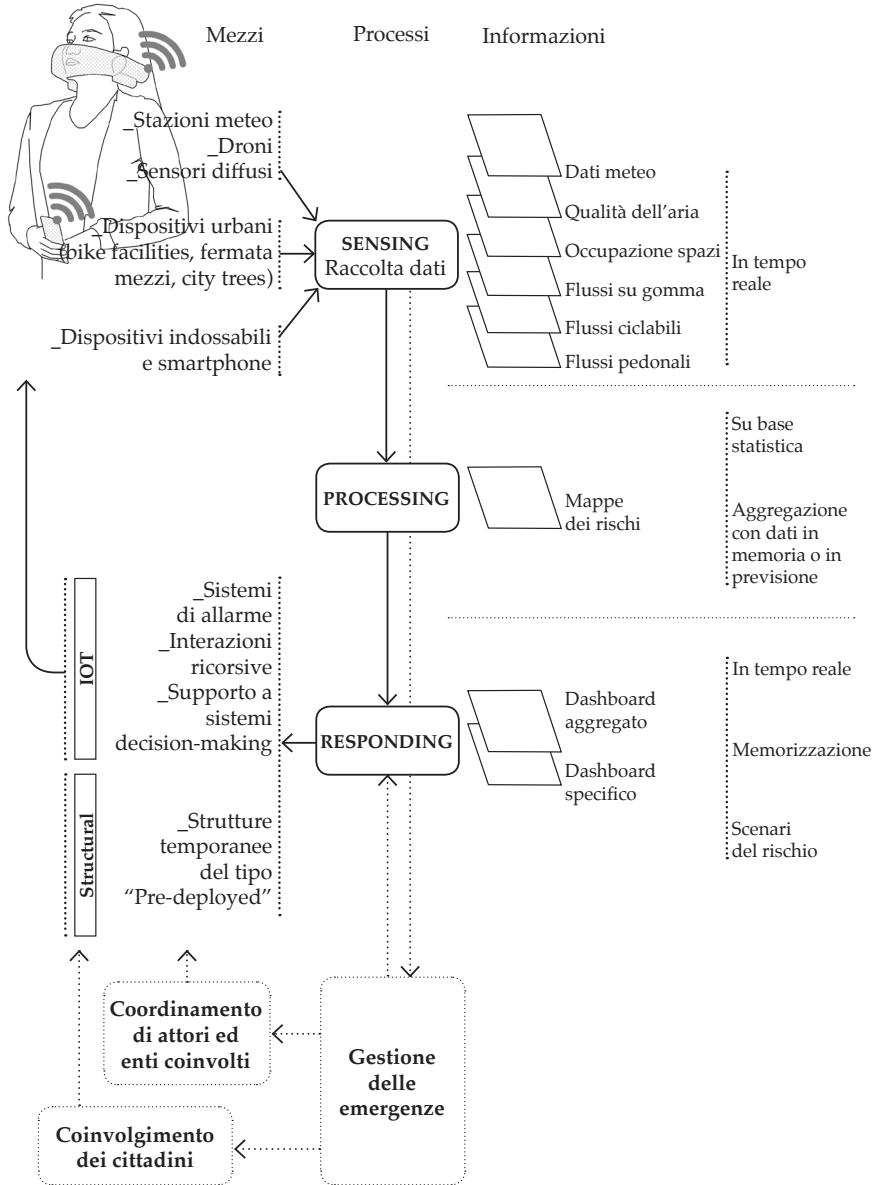 Mezzi
Processi
Informazioni
_Stazioni meteo
_Droni
_Sensori diffusi
_Dispositivi urbani
(bike facilities, fermata
mezzi, city trees)
_Dispositivi indossabili
e smartphone
SENSING
Raccolta dati
Dati meteo
Qualità dell'aria
Occupazione spazi
Flussi su gomma
Flussi ciclabili
Flussi pedonali
In tempo
reale
PROCESSING
Mappe
dei rischi
Su base
statistica
Aggregazione
con dati in
memoria o in
previsione
IOT
_Sistemi
di allarme
_Interazioni
ricorsive
_Supporto a
sistemi
decision-making
RESPONDING
Dashboard
aggregato
Dashboard
specifico
In tempo reale
Memorizzazione
Scenari
del rischio
Structural
_Strutture
temporanee
del tipo
“Pre-deployed”
Coordinamento
di attori ed
enti coinvolti
Gestione
delle
emergenze
Coinvolgimento
dei cittadini